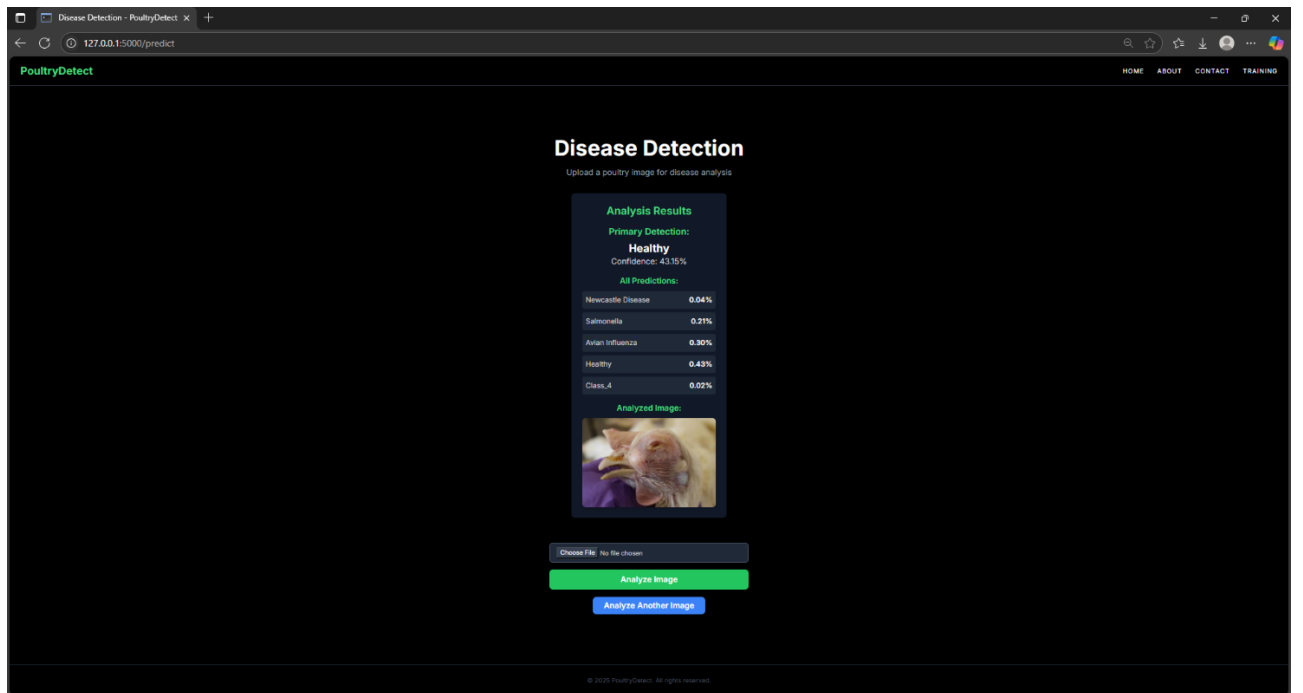 Disease Detection - PoultryDetect
127.0.0.1:5000/predict
PoultryDetect
HOME ABOUT CONTACT TRAINING
Disease Detection
Upload a poultry image for disease analysis
Analysis Results
Primary Detection:
Healthy
Confidence: 43.15%
All Predictions:
Newcastle Disease 0.04%
Salmonella 0.21%
Avian Influenza 0.30%
Healthy 0.43%
Class_4 0.02%
Analyzed Image:
Choose File No file chosen
Analyze Image
Analyze Another Image
© 2025 PoultryDetect. All rights reserved.